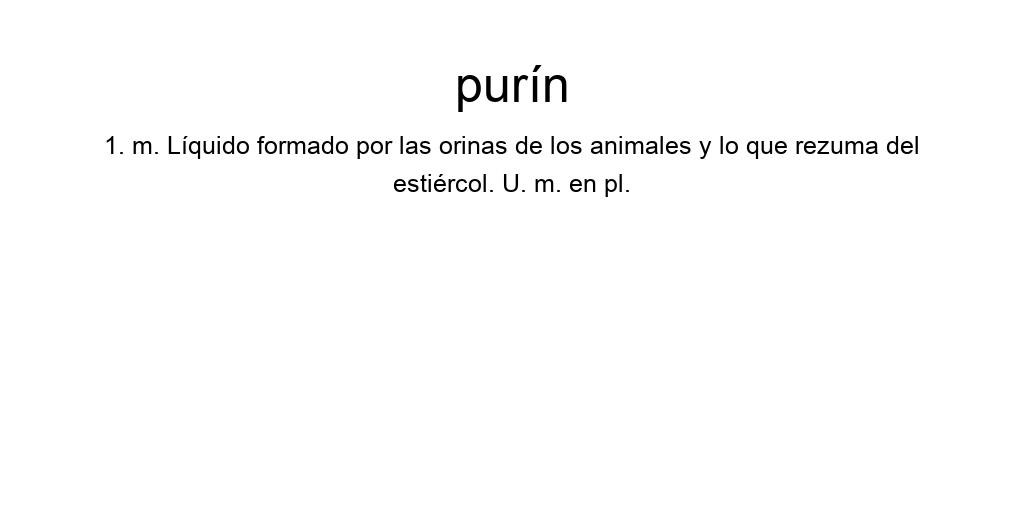 purín
1. m. Líquido formado por las orinas de los animales y lo que rezuma del
estiércol. U. m. en pl.